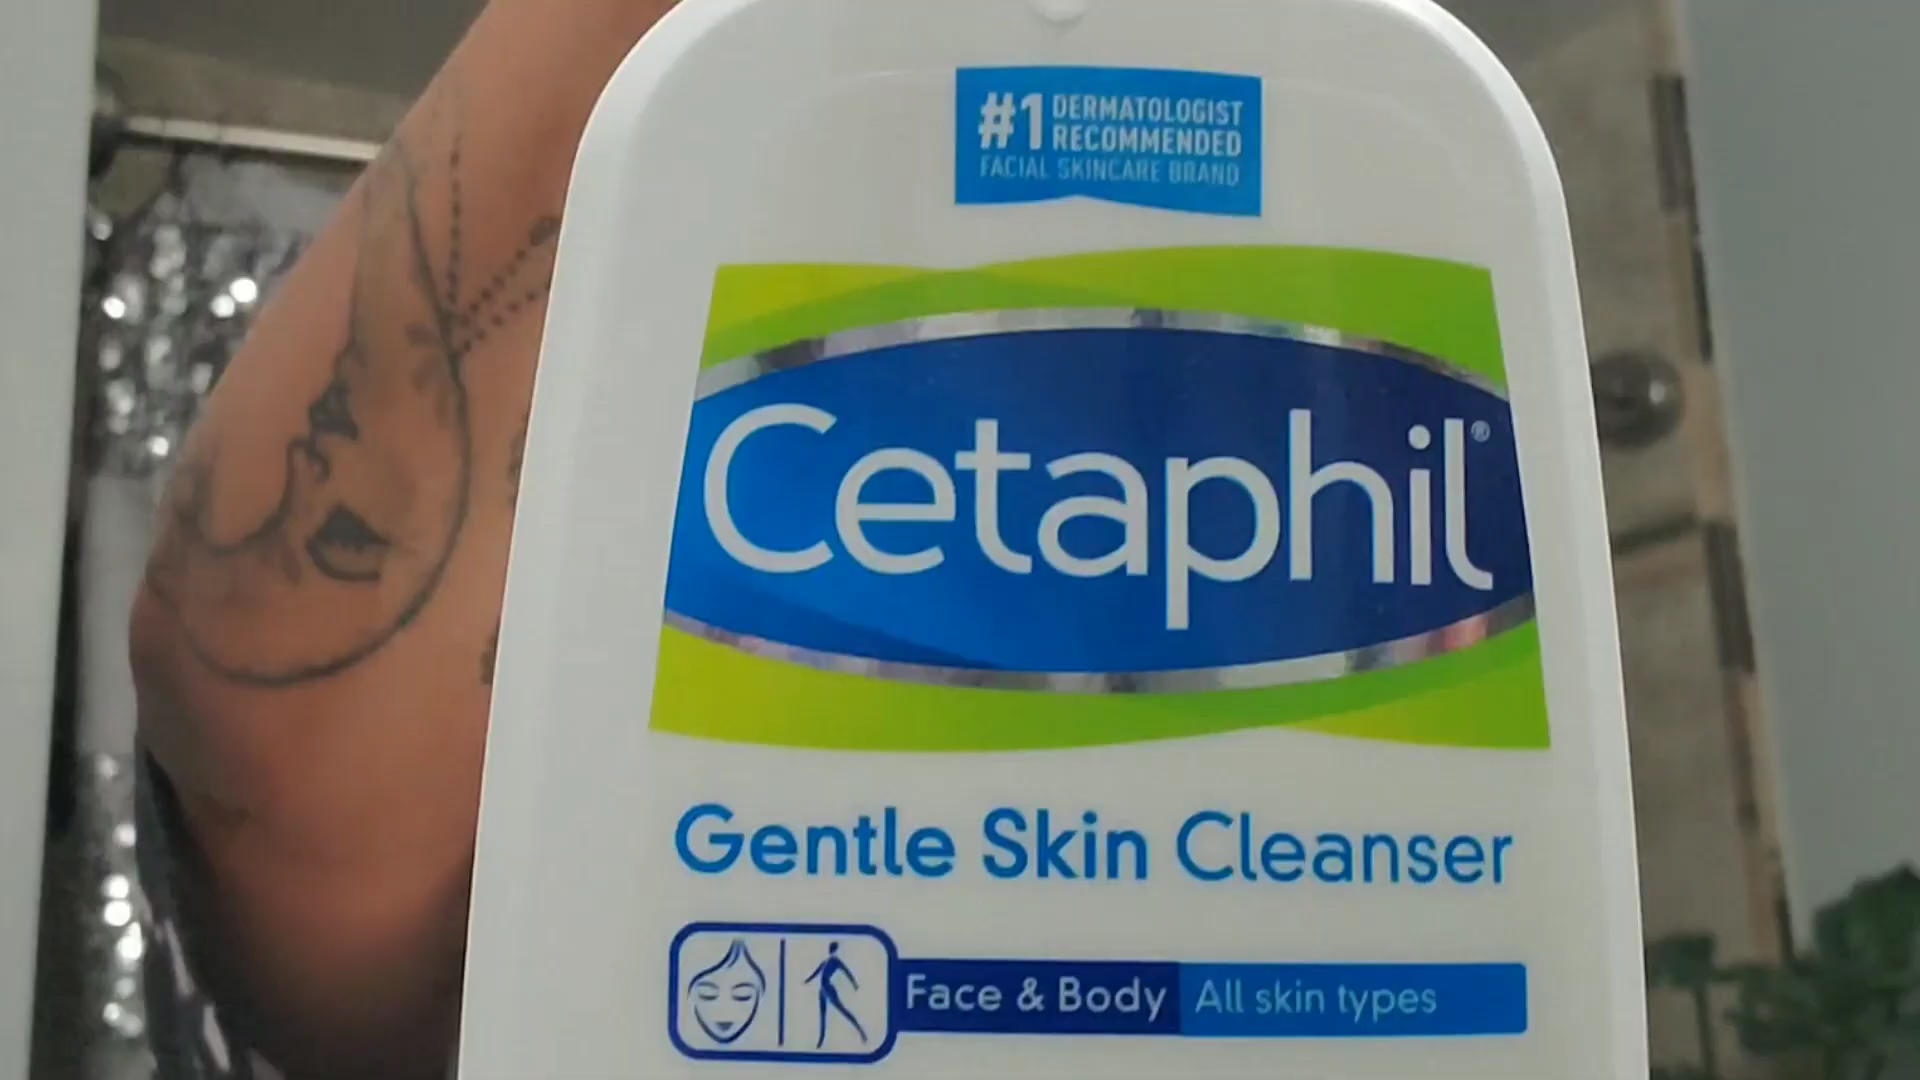 #1 DERMATOLOGIST
RECOMMENDED
FACIAL SKINCARE BRAND
Cetaphil®
Gentle Skin Cleanser
Face & Body All skin types